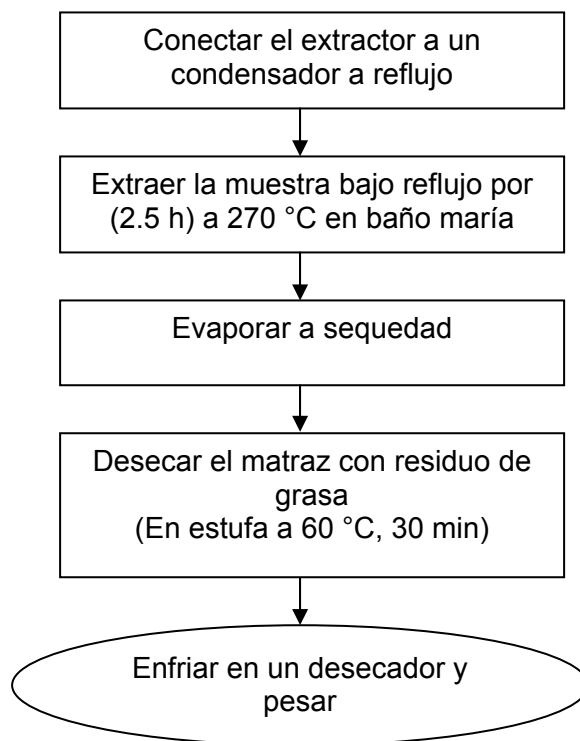 Conectar el extractor a un
condensador a reflujo
Extraer la muestra bajo reflujo por
(2.5 h) a 270 °C en baño maría
Evaporar a sequedad
Desecar el matraz con residuo de
grasa
(En estufa a 60 °C, 30 min)
Enfriar en un desecador y
pesar